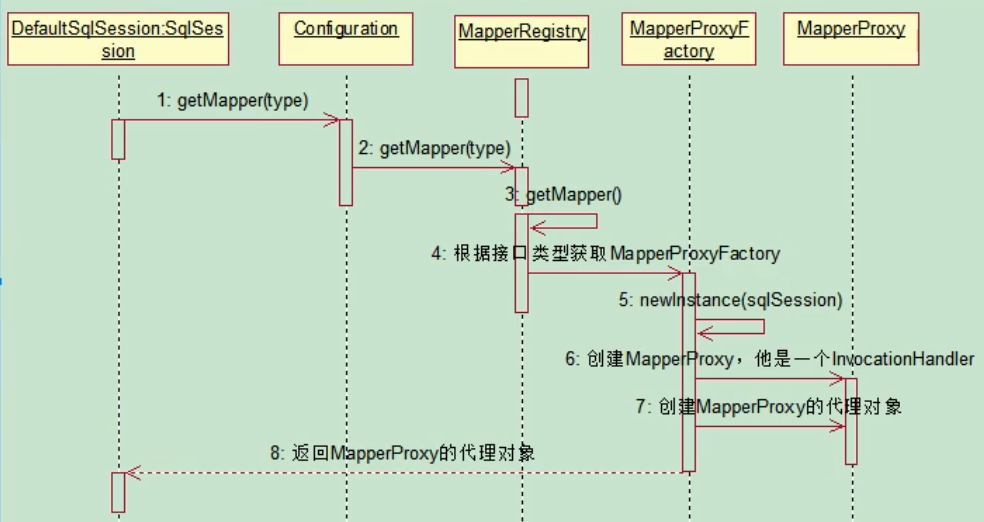 DefaultSqlSession:SqlSes
sion
Configuration
MapperRegistry
MapperProxyF
actory
MapperProxy
1: getMapper(type)
2: getMapper(type)
3: getMapper()
4: 根据接口类型获取MapperProxyFactory
5: newInstance(sqlSession)
6: 创建MapperProxy，他是一个InvocationHandler
7: 创建MapperProxy的代理对象
8: 返回MapperProxy的代理对象